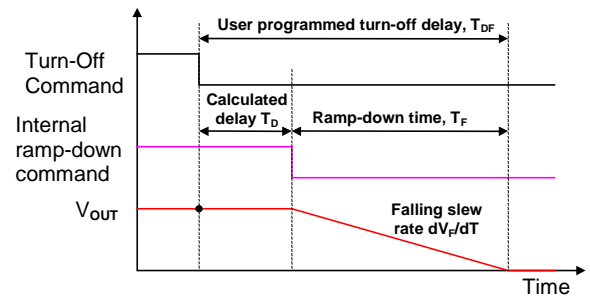 User programmed turn-off delay, TDF
Turn-Off
Command
Calculated
delay TD
Ramp-down time, TF
Internal
ramp-down
command
VOUT
Falling slew
rate dVF/dT
Time